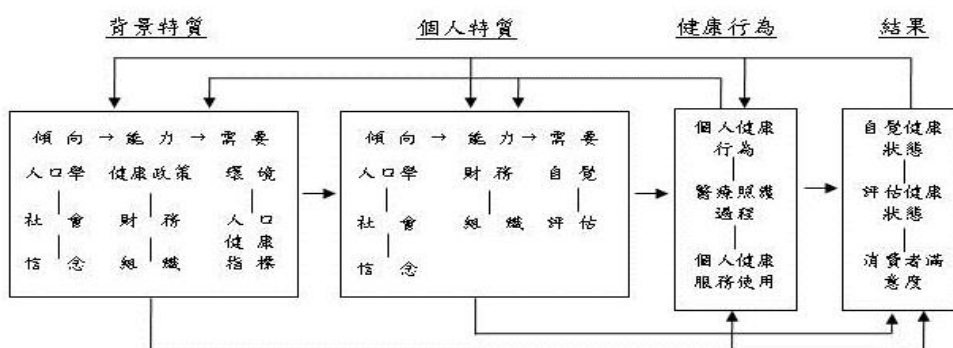 背景特質
個人特質
健康行為
結果
傾向→能力→需要
人口學
社會
信念
健康政策
財務
組織
環境
人口
健康
指標
傾向→能力→需要
人口學
社會
信念
財務
組織
自覺
評估
個人健康
行為
醫療照護
過程
個人健康
服務使用
自覺健康
狀態
評估健康
狀態
消費者滿
意度